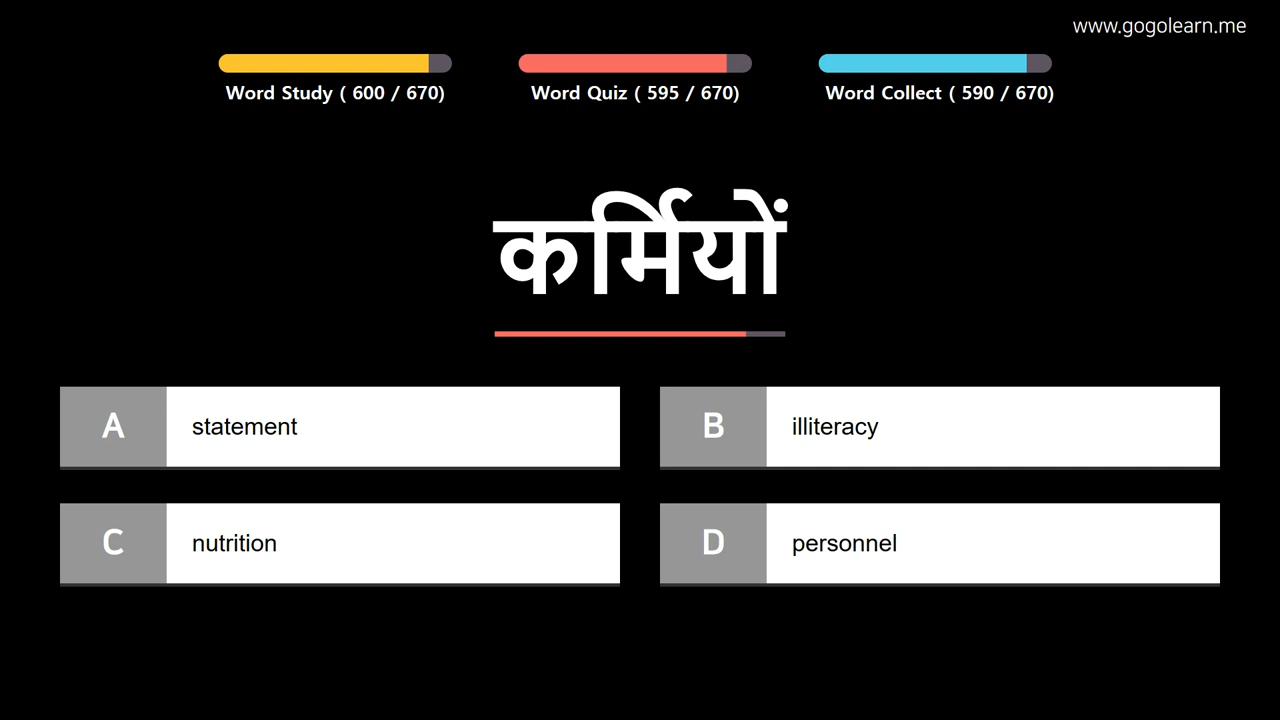 www.gogolearn.me
Word Study ( 600 / 670)
Word Quiz ( 595 / 670)
Word Collect ( 590 / 670)
कर्मियों
A statement
B illiteracy
C nutrition
D personnel